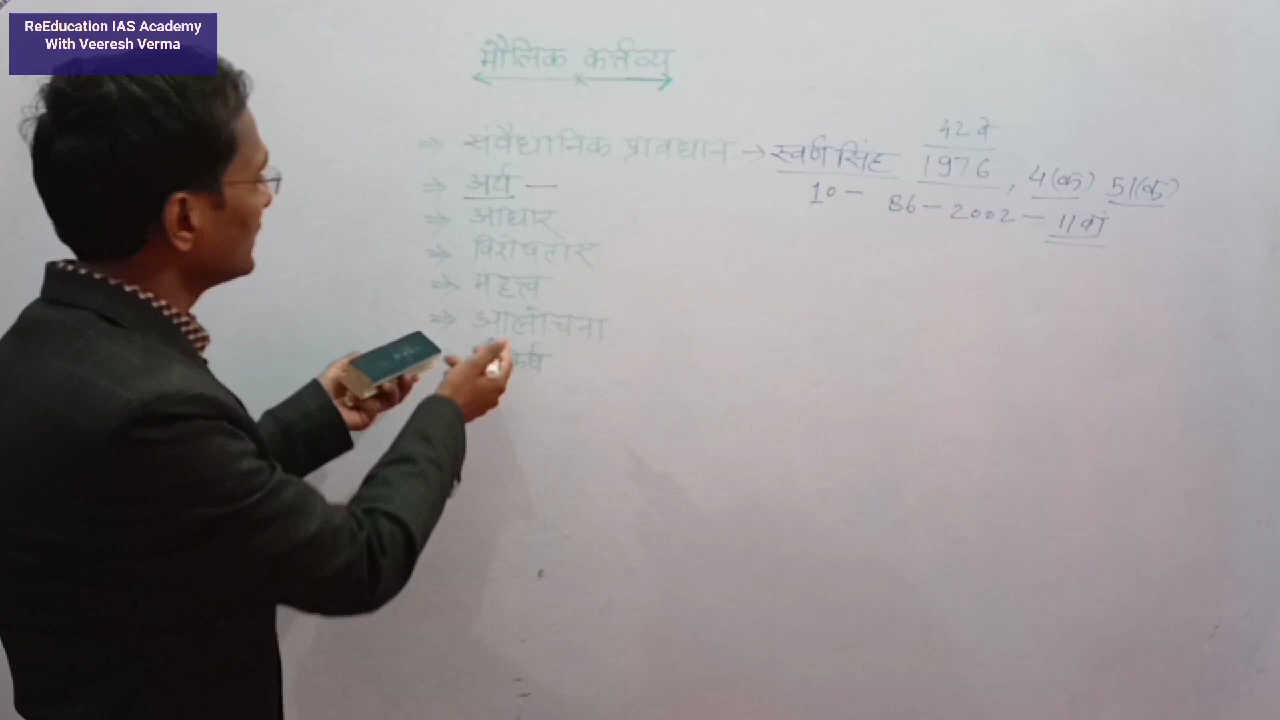 ReEducation IAS Academy
With Veeresh Verma
मौलिक कर्त्तव्य
⇒ संवैधानिक प्रावधान → स्वर्ण सिंह 42वे 1976, 4(क) 51(क)
10 - 86 - 2002 - 11वां
⇒ अर्थ —
⇒ आधार
⇒ विशेषताएं
⇒ महत्व
⇒ आलोचना